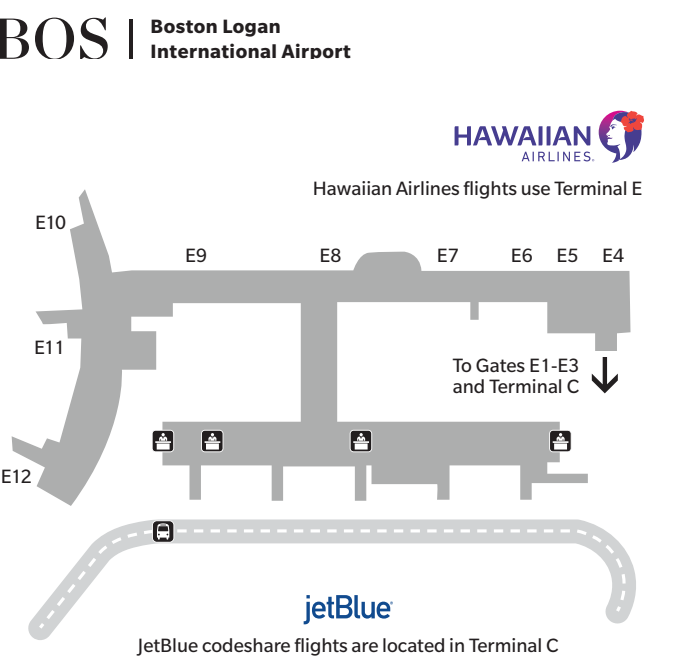 BOS
Boston Logan
International Airport
HAWAIIAN
AIRLINES.
Hawaiian Airlines flights use Terminal E
E10
E9
E8
E7
E6
E5
E4
E11
To Gates E1-E3
and Terminal C
E12
jetBlue
JetBlue codeshare flights are located in Terminal C